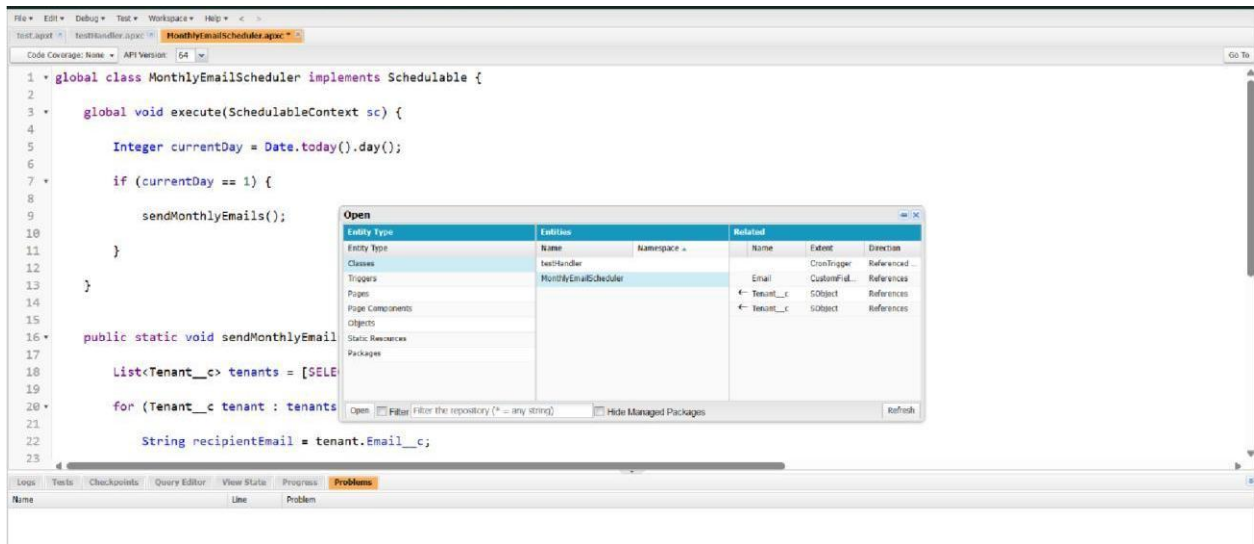 File Edit Debug Test Workspace Help < >
test.apxt testHandler.apxc MonthlyEmailScheduler.apxc *
Code Coverage: None API Version: 64 Go To
1 global class MonthlyEmailScheduler implements Schedulable {
2
3 global void execute(SchedulableContext sc) {
4
5 Integer currentDay = Date.today().day();
6
7 if (currentDay == 1) {
8
9 sendMonthlyEmails();
10
11 }
12
13 }
14
15
16 public static void sendMonthlyEmail
17
18 List<Tenant__c> tenants = [SELE
19
20 for (Tenant__c tenant : tenants
21
22 String recipientEmail = tenant.Email__c;
23
Open
Entity Type Entities Related
Entity Type Name Namespace Name Extent Direction
Classes testHandler CronTrigger Referenced ...
Triggers MonthlyEmailScheduler Email CustomFiel... References
Pages ← Tenant__c SObject References
Page Components ← Tenant__c SObject References
Objects
Static Resources
Packages
Open Filter Filter the repository (* = any string) Hide Managed Packages Refresh
Logs Tests Checkpoints Query Editor View State Progress Problems
Name Line Problem